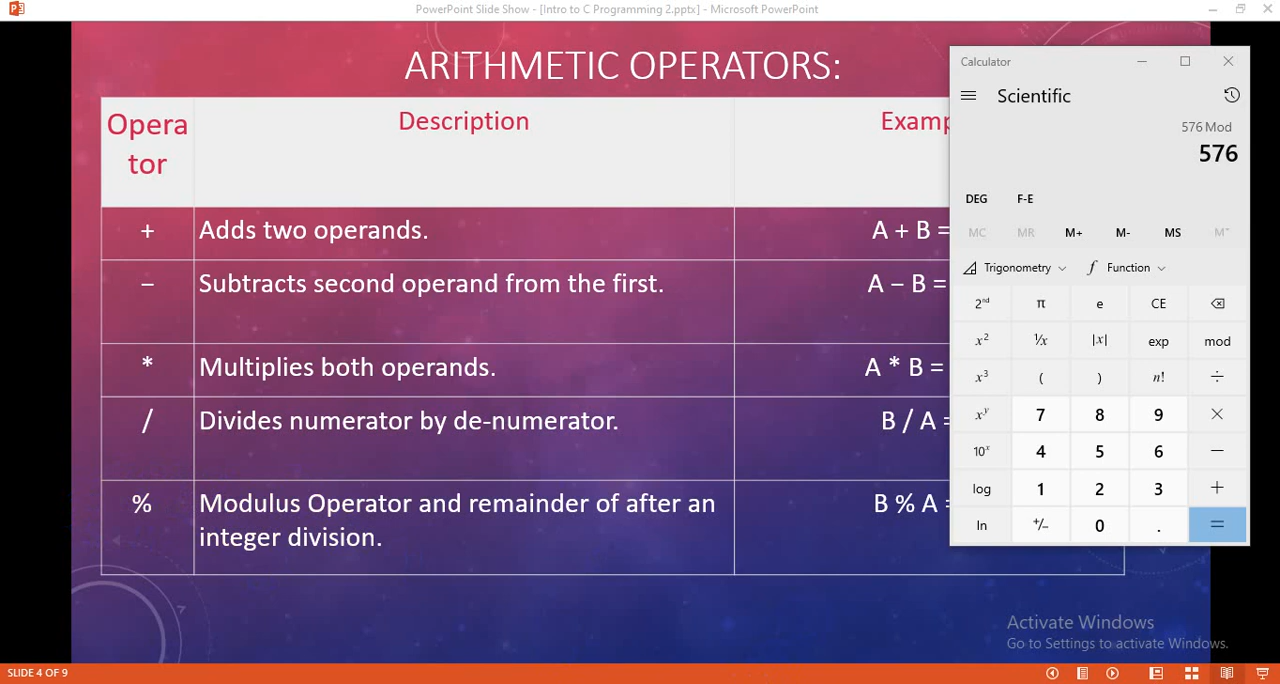 PowerPoint Slide Show - [Intro to C Programming 2.pptx] - Microsoft PowerPoint
ARITHMETIC OPERATORS:
Opera
tor
Description
Examp
+
Adds two operands.
A + B =
−
Subtracts second operand from the first.
A − B =
*
Multiplies both operands.
A * B =
/
Divides numerator by de-numerator.
B / A =
%
Modulus Operator and remainder of after an
integer division.
B % A =
Calculator
Scientific
576 Mod
576
DEG F-E
MC MR M+ M- MS M˅
Trigonometry Function
2ⁿᵈ π e CE
x² ¹/x |x| exp mod
x³ ( ) n! ÷
xʸ 7 8 9 ×
10ˣ 4 5 6 −
log 1 2 3 +
ln +/− 0 . =
Activate Windows
Go to Settings to activate Windows.
SLIDE 4 OF 9